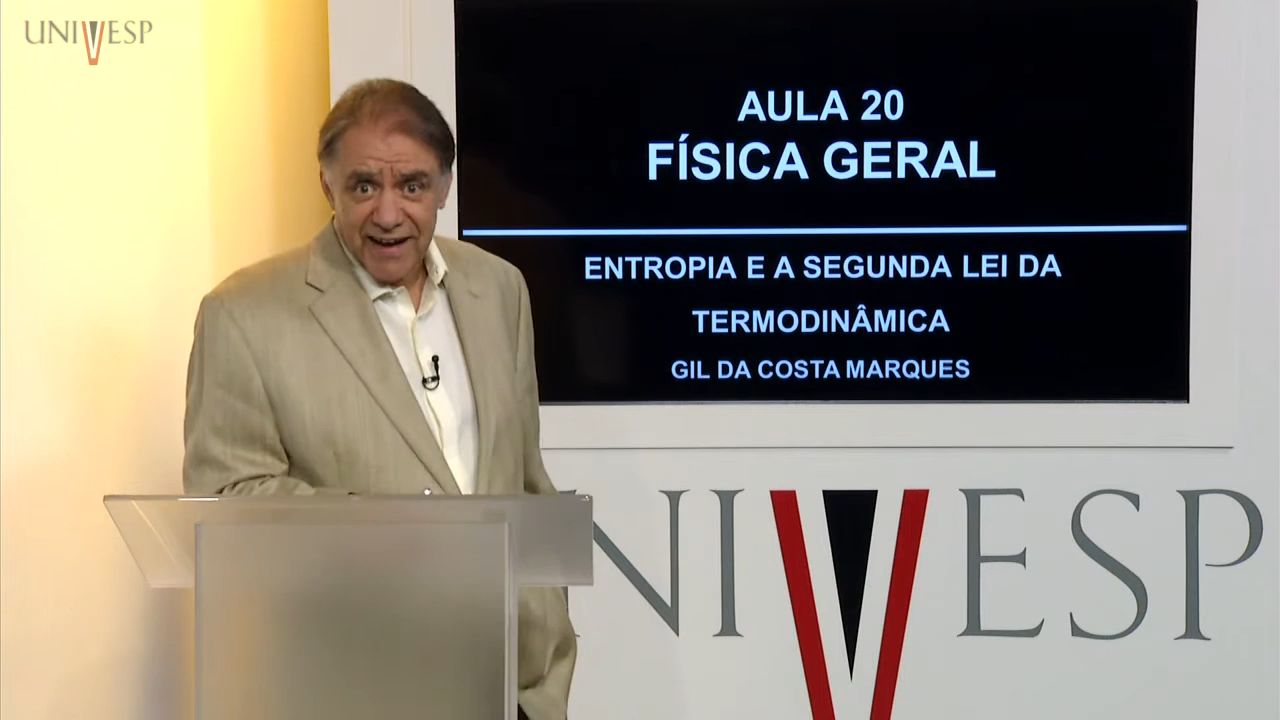 UNIVESP
AULA 20
FÍSICA GERAL
ENTROPIA E A SEGUNDA LEI DA
TERMODINÂMICA
GIL DA COSTA MARQUES
UNIVESP